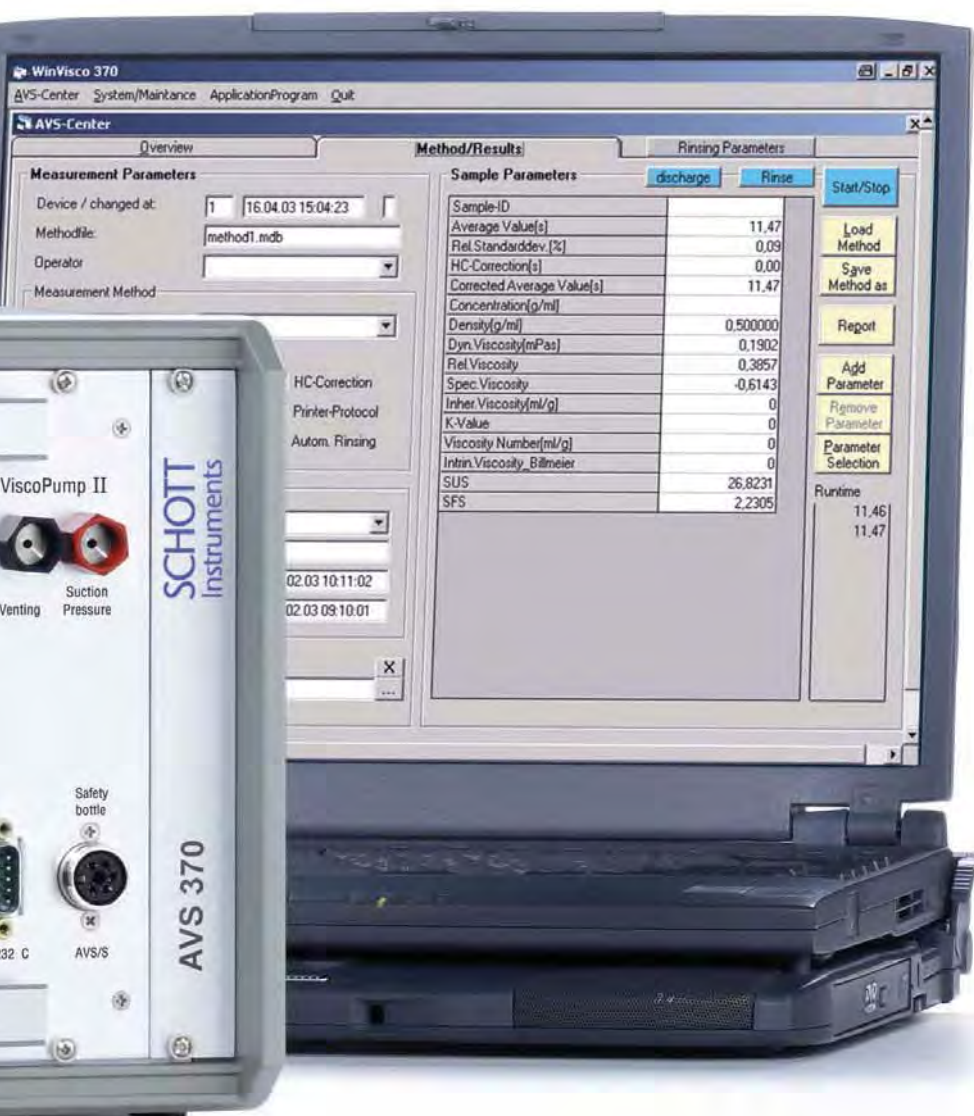 WinVisco 370
AVS-Center System/Maintance ApplicationProgram Quit
AVS-Center
Overview Method/Results Rinsing Parameters
Measurement Parameters
Device / changed at: 1 16.04.03 15:04:23
Methodfile: method1.mdb
Operator
Measurement Method
HC-Correction
Printer-Protocol
Autom. Rinsing
02.03 10:11:02
02.03 09:10:01
X
...
Sample Parameters discharge Rinse
Sample-ID
Average Value[s] 11,47
Rel.Standarddev.[%] 0,09
HC-Correction[s] 0,00
Corrected Average Value[s] 11,47
Concentration[g/ml]
Density[g/ml] 0,500000
Dyn.Viscosity[mPas] 0,1902
Rel.Viscosity 0,3857
Spec.Viscosity -0,6143
Inher.Viscosity[ml/g] 0
K-Value 0
Viscosity Number[ml/g] 0
Intrin.Viscosity_Billmeier 0
SUS 26,8231
SFS 2,2305
Start/Stop
Load
Method
Save
Method as
Report
Add
Parameter
Remove
Parameter
Parameter
Selection
Runtime
11,46
11,47
ViscoPump II
Venting
Suction
Pressure
SCHOTT
Instruments
Safety
bottle
232 C
AVS/S
AVS 370